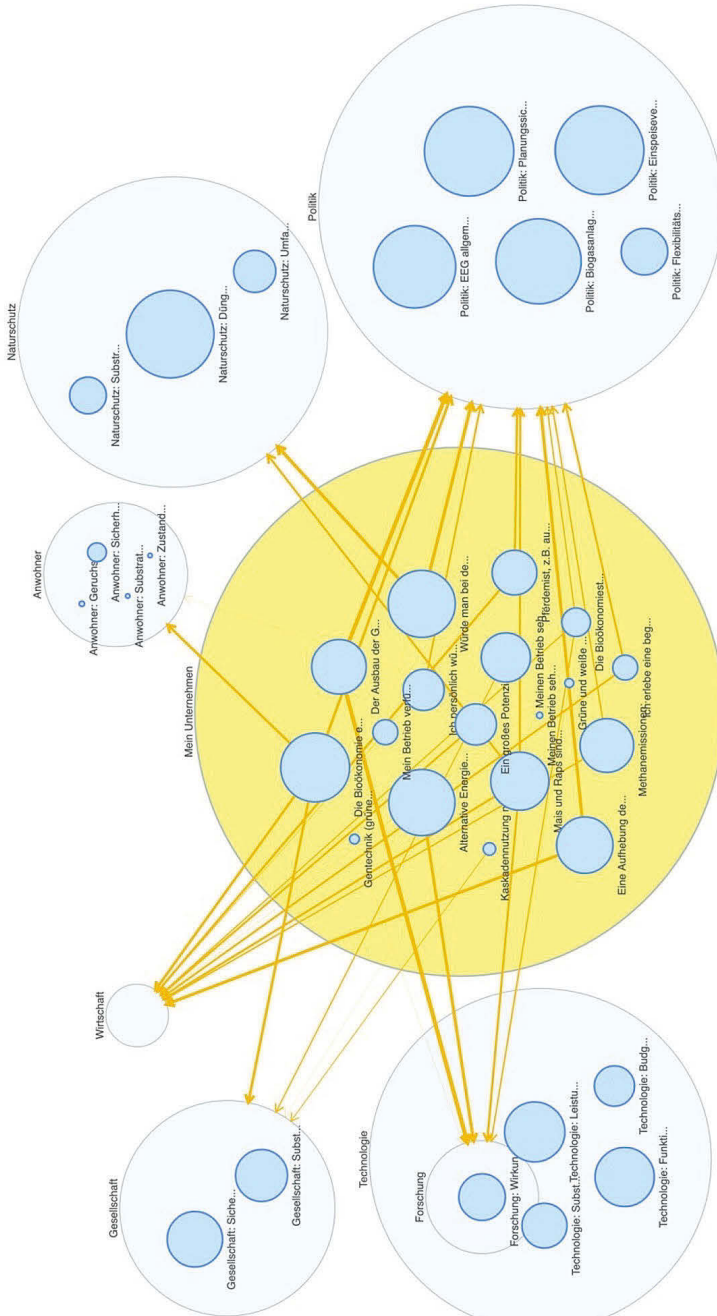 Gesellschaft
Gesellschaft: Siche...
Gesellschaft: Subst...
Wirtschaft
Anwohner
Anwohner: Geruchs
Anwohner: Sicherh...
Anwohner: Substrat...
Anwohner: Zustand...
Naturschutz
Naturschutz: Substr...
Naturschutz: Düng...
Naturschutz: Umfa...
Technologie
Forschung
Forschung: Wirkun
Technologie: Subst...
Technologie: Leistu...
Technologie: Funkti...
Technologie: Budg...
Mein Unternehmen
Gentechnik (grüne...
Die Bioökonomie e...
Der Ausbau der G...
Mein Betrieb verfü...
Ich persönlich wü...
Würde man bei de...
Alternative Energie...
Kaskadennutzung
Ein großes Potenzi
Meinen Betrieb seh
Pferdemist, z.B. au...
Mais und Raps sind...
Meinen Betrieb seh...
Grüne und weiße ...
Die Bioökonomiest...
Eine Aufhebung de...
Methanemissionen
Ich erlebe eine beg...
Politik
Politik: EEG allgem...
Politik: Planungssic...
Politik: Biogasanlag...
Politik: Einspeiseve...
Politik: Flexibilitäts...